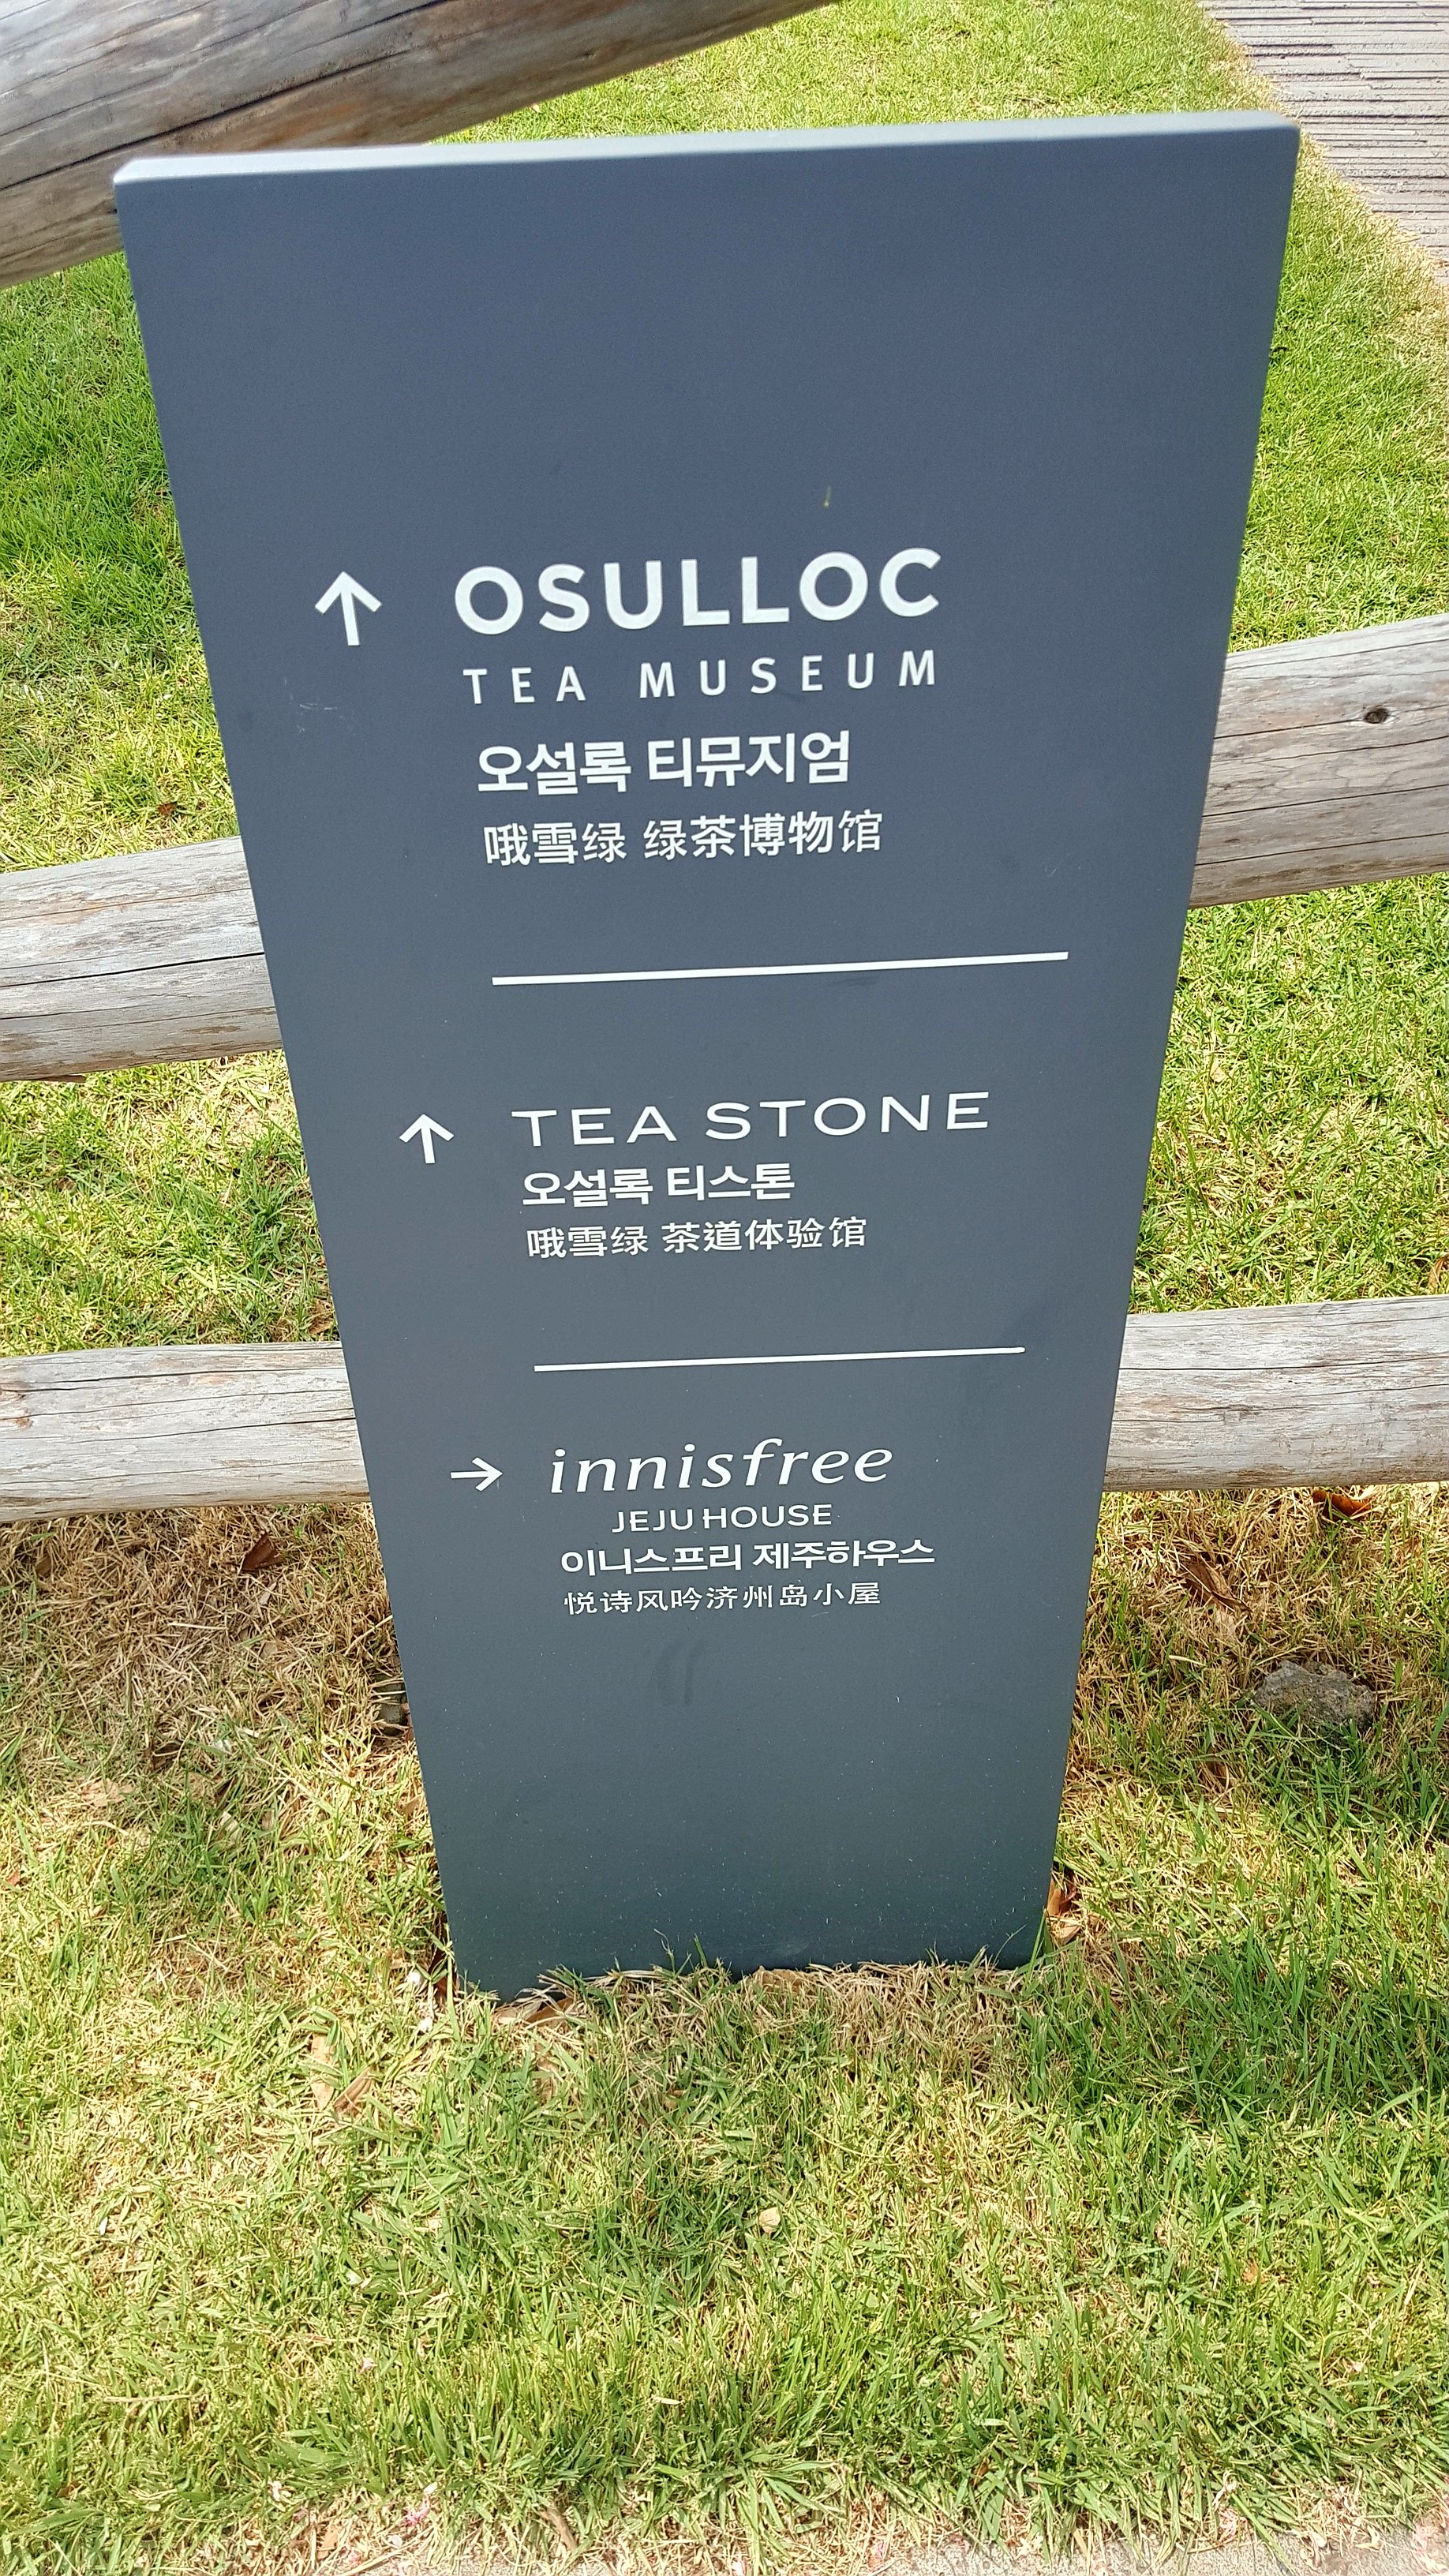 ↑ OSULLOC
TEA MUSEUM
오설록 티뮤지엄
哦雪绿 绿茶博物馆
↑ TEA STONE
오설록 티스톤
哦雪绿 茶道体验馆
→ innisfree
JEJU HOUSE
이니스프리 제주하우스
悦诗风吟济州岛小屋